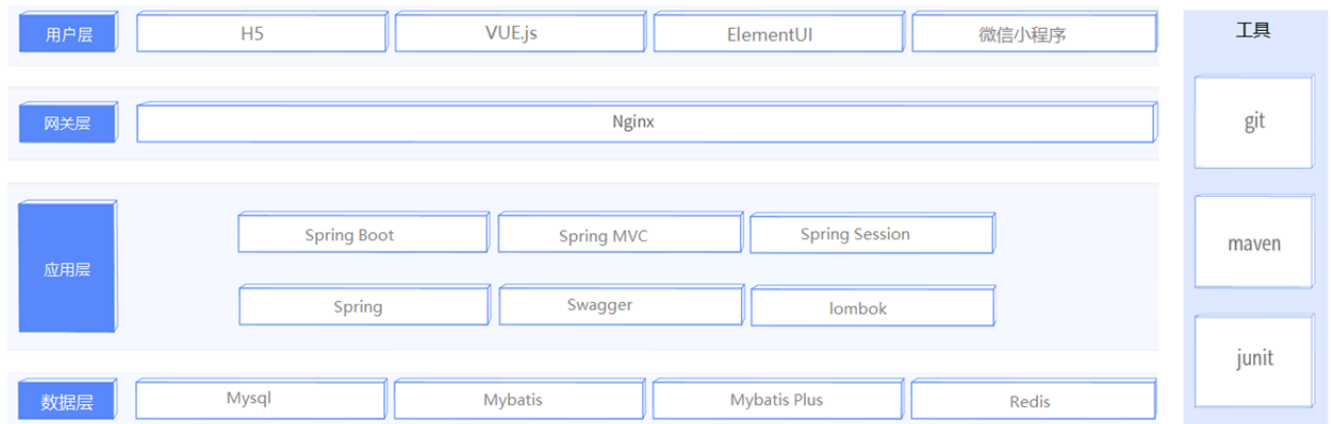 用户层
H5
VUE.js
ElementUI
微信小程序
网关层
Nginx
应用层
Spring Boot
Spring MVC
Spring Session
Spring
Swagger
lombok
数据层
Mysql
Mybatis
Mybatis Plus
Redis
工具
git
maven
junit